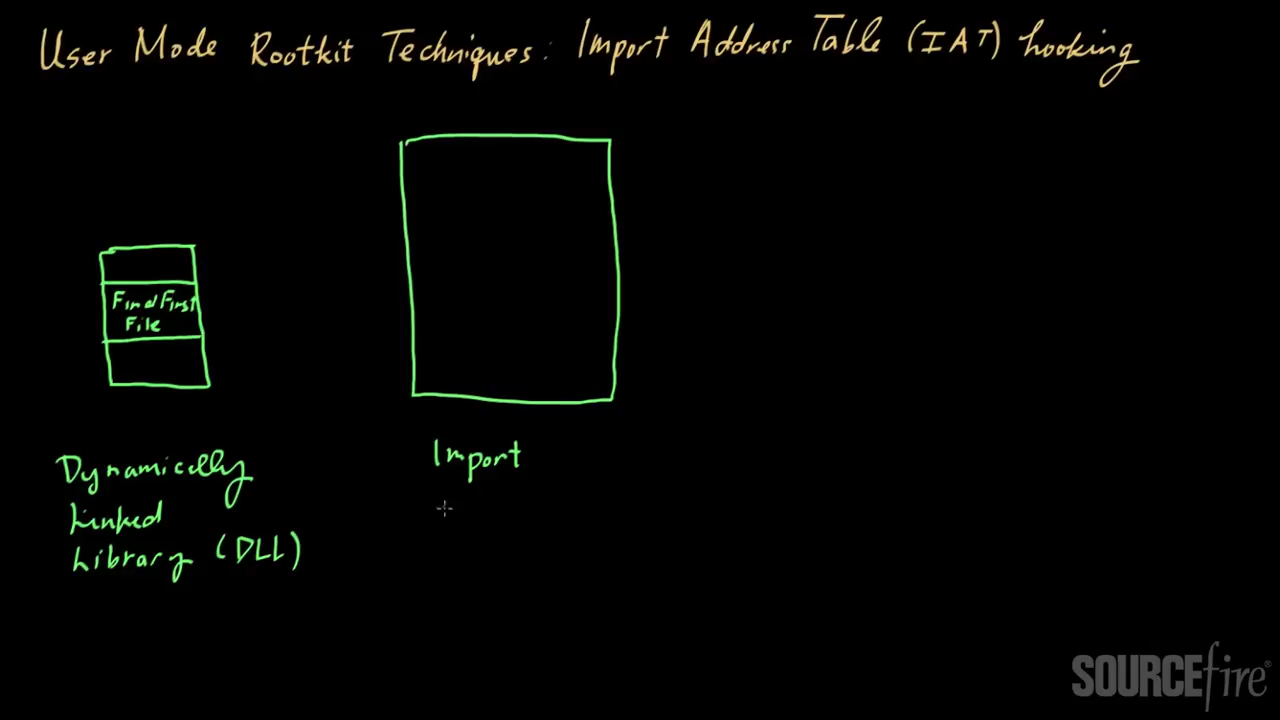 User Mode Rootkit Techniques: Import Address Table (IAT) hooking
FindFirst
File
Dynamically
Linked
Library (DLL)
Import
SOURCEfire®